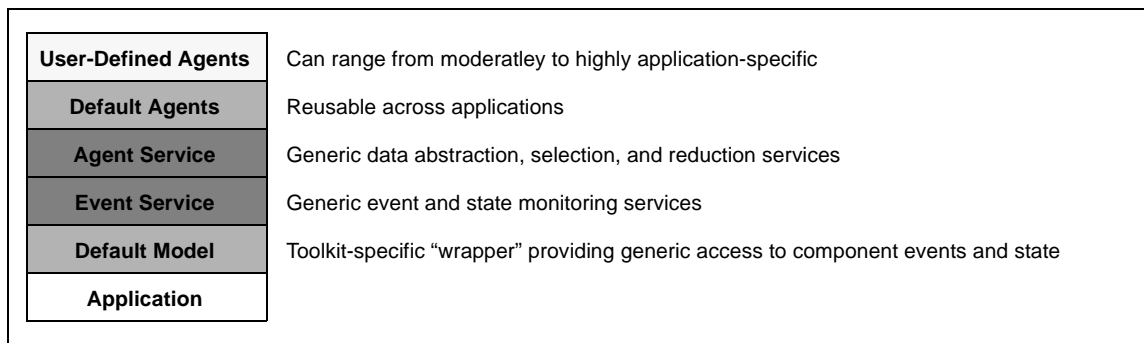 User-Defined Agents Can range from moderatley to highly application-specific
Default Agents Reusable across applications
Agent Service Generic data abstraction, selection, and reduction services
Event Service Generic event and state monitoring services
Default Model Toolkit-specific “wrapper” providing generic access to component events and state
Application